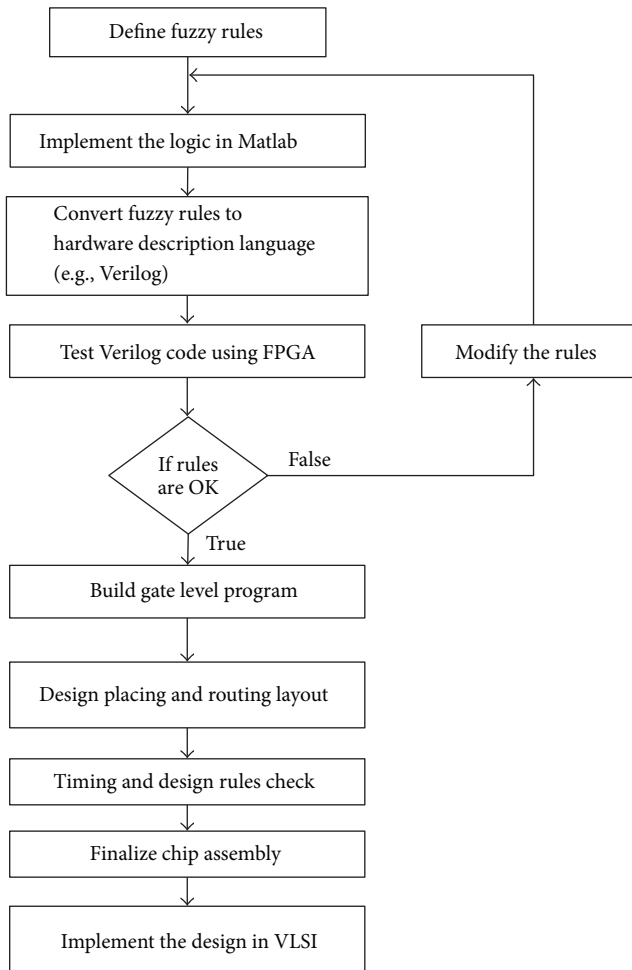 Define fuzzy rules
Implement the logic in Matlab
Convert fuzzy rules to
hardware description language
(e.g., Verilog)
Test Verilog code using FPGA
Modify the rules
If rules
are OK
False
True
Build gate level program
Design placing and routing layout
Timing and design rules check
Finalize chip assembly
Implement the design in VLSI